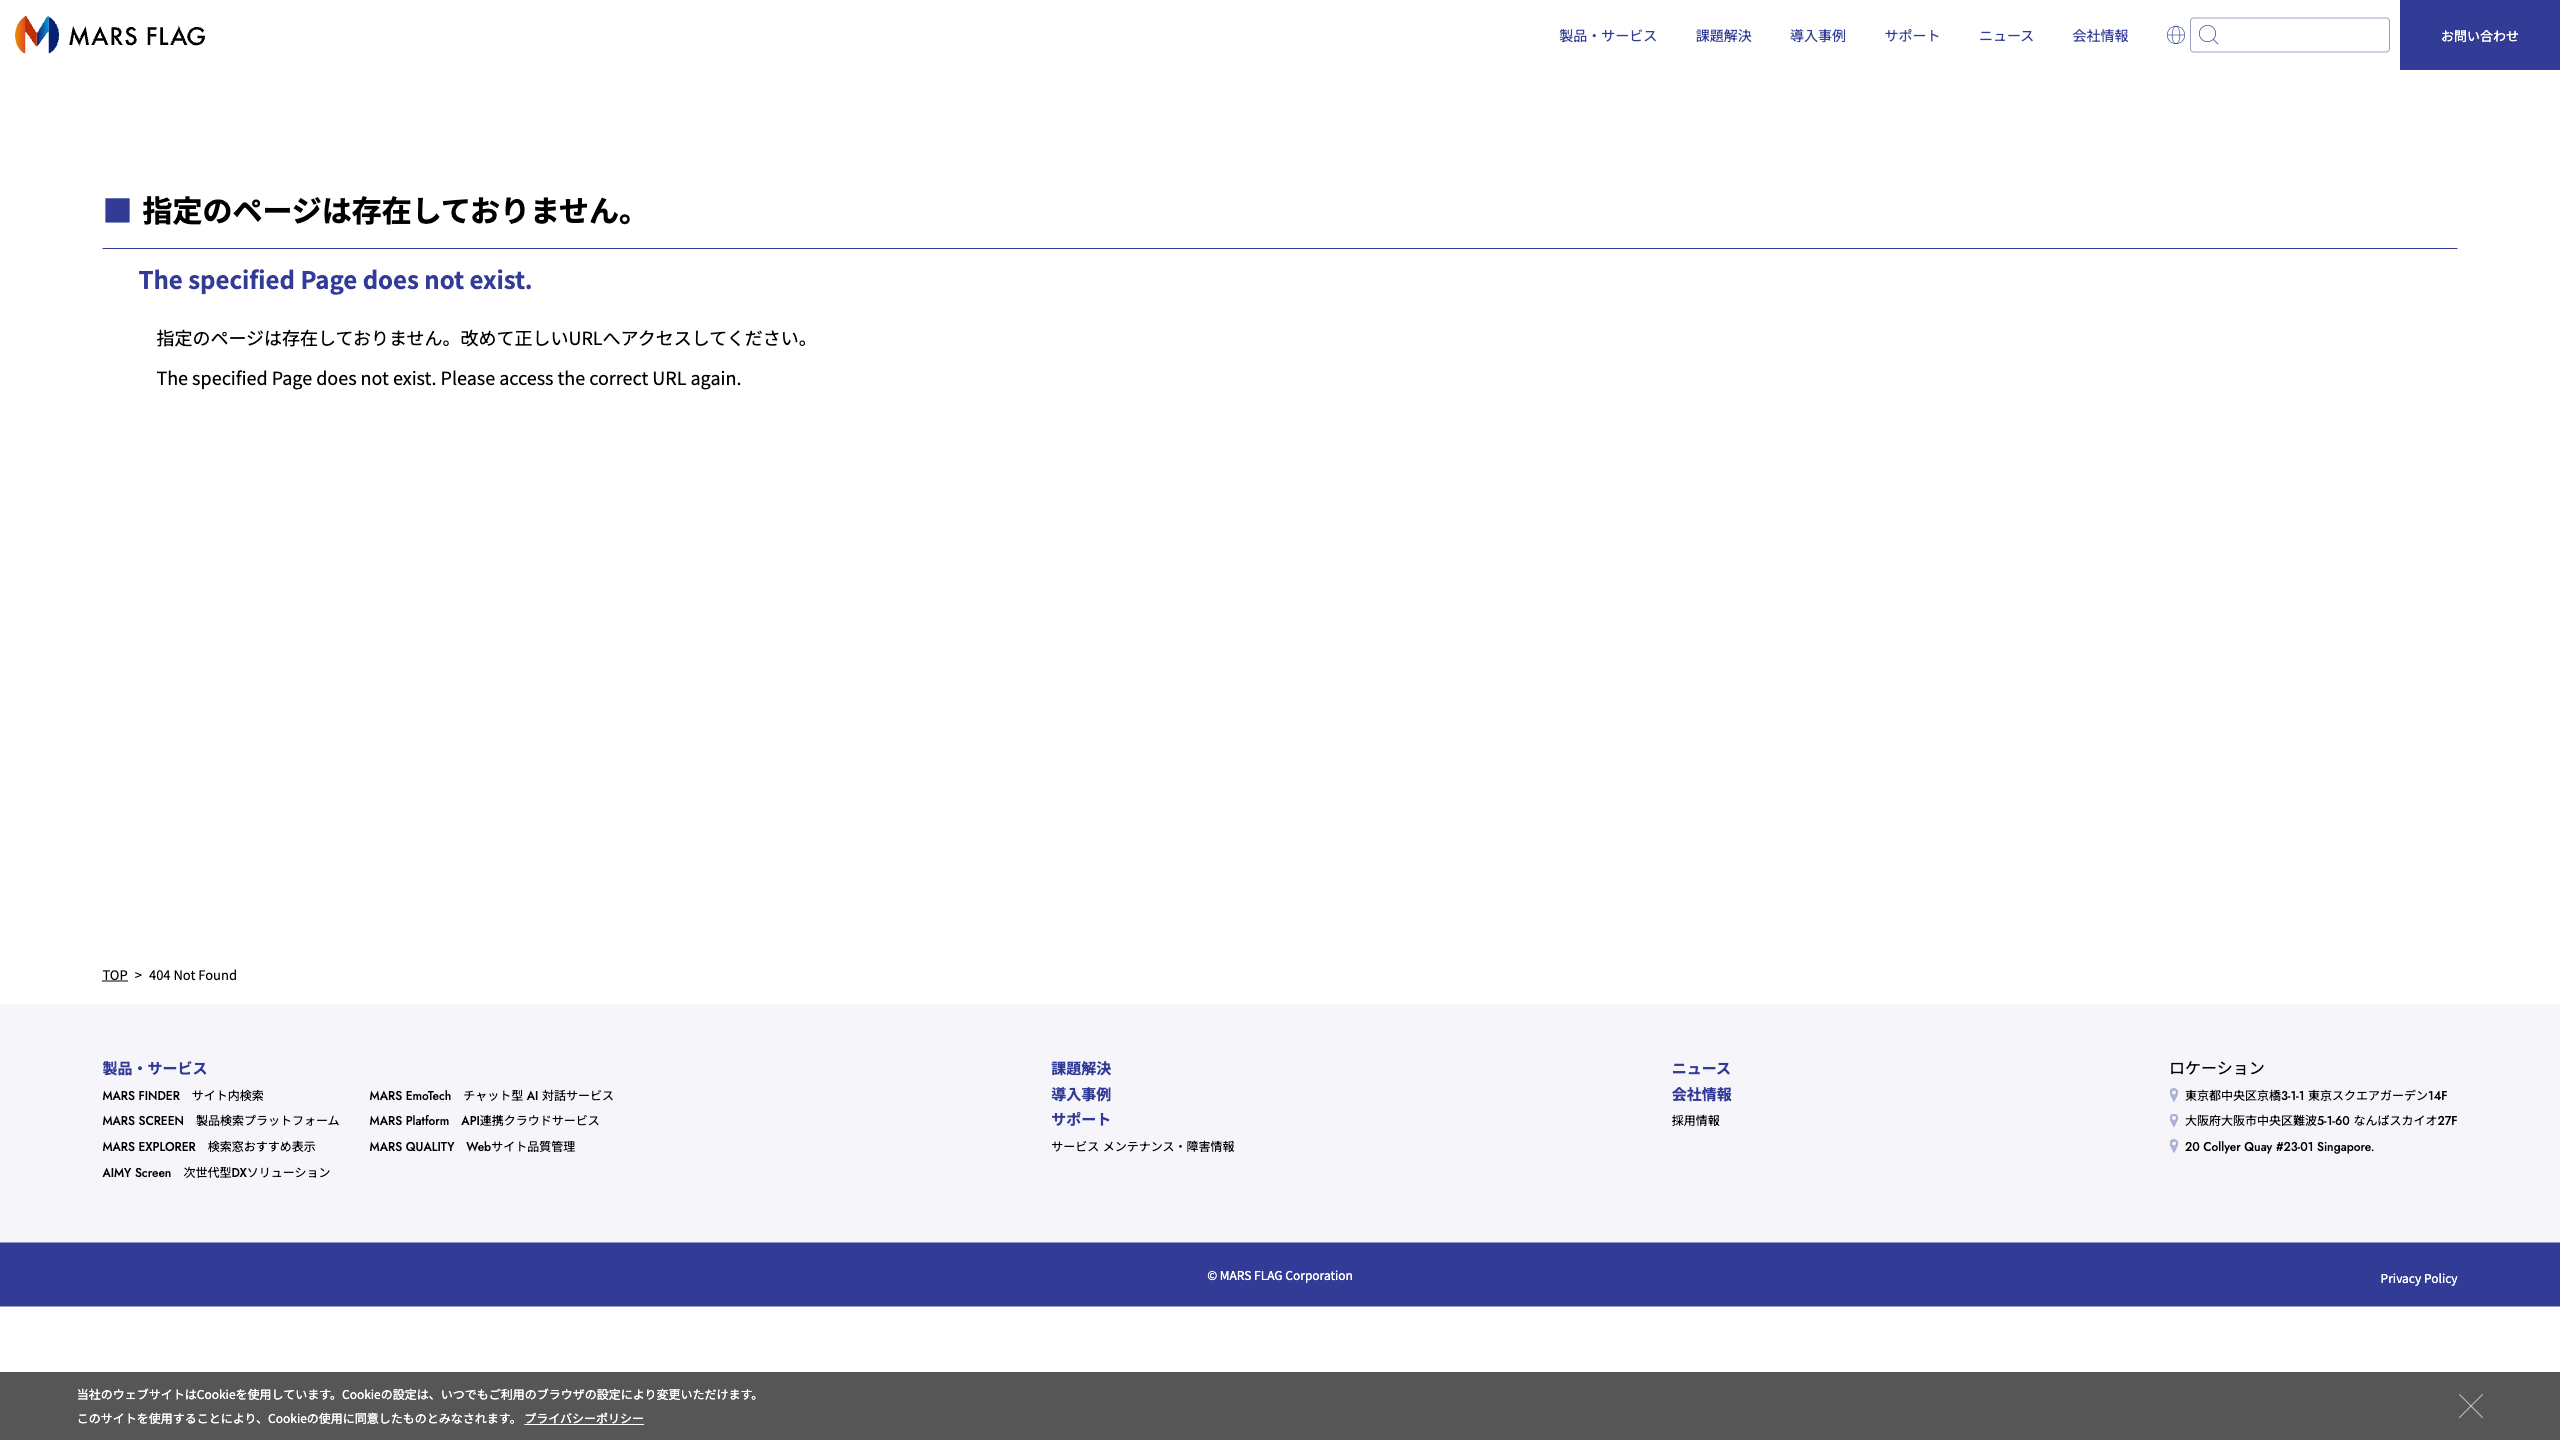 MARS FLAG
製品・サービス 課題解決 導入事例 サポート ニュース 会社情報 お問い合わせ
■ 指定のページは存在しておりません。
The specified Page does not exist.
指定のページは存在しておりません。改めて正しいURLへアクセスしてください。
The specified Page does not exist. Please access the correct URL again.
TOP > 404 Not Found
製品・サービス
MARS FINDER サイト内検索
MARS SCREEN 製品検索プラットフォーム
MARS EXPLORER 検索窓おすすめ表示
AIMY Screen 次世代型DXソリューション
MARS EmoTech チャット型 AI 対話サービス
MARS Platform API連携クラウドサービス
MARS QUALITY Webサイト品質管理
課題解決
導入事例
サポート
サービス メンテナンス・障害情報
ニュース
会社情報
採用情報
ロケーション
東京都中央区京橋3-1-1 東京スクエアガーデン14F
大阪府大阪市中央区難波5-1-60 なんばスカイオ27F
20 Collyer Quay #23-01 Singapore.
© MARS FLAG Corporation
Privacy Policy
当社のウェブサイトはCookieを使用しています。Cookieの設定は、いつでもご利用のブラウザの設定により変更いただけます。
このサイトを使用することにより、Cookieの使用に同意したものとみなされます。 プライバシーポリシー